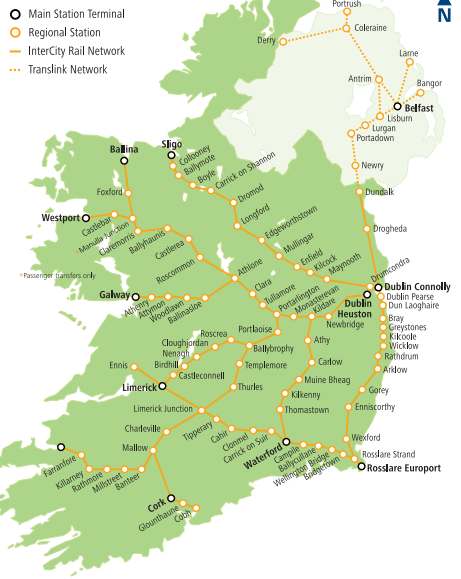 Main Station Terminal
Regional Station
InterCity Rail Network
Translink Network
N
Portrush
Coleraine
Derry
Larne
Antrim
Bangor
Belfast
Lisburn
Lurgan
Portadown
Newry
Dundalk
Drogheda
Sligo
Collooney
Ballymote
Boyle
Carrick on Shannon
Dromod
Longford
Edgeworthstown
Mullingar
Enfield
Kilcock
Maynooth
Drumcondra
Dublin Connolly
Ballina
Foxford
Westport
Castlebar
*Manulla Junction
Claremorris
Ballyhaunis
Castlerea
Roscommon
*Passenger transfers only
Athlone
Clara
Tullamore
Portarlington
Monasterevan
Kildare
Newbridge
Dublin
Heuston
Galway
Athenry
Attymon
Woodlawn
Ballinasloe
Dublin Pearse
Dun Laoghaire
Bray
Greystones
Kilcoole
Wicklow
Rathdrum
Arklow
Gorey
Enniscorthy
Wexford
Rosslare Strand
Rosslare Europort
Portlaoise
Ballybrophy
Roscrea
Cloughjordan
Nenagh
Birdhill
Castleconnell
Ennis
Limerick
Templemore
Thurles
Athy
Carlow
Muine Bheag
Kilkenny
Thomastown
Limerick Junction
Tipperary
Cahir
Clonmel
Carrick on Suir
Waterford
Campile
Ballycullane
Wellington Bridge
Bridgetown
Charleville
Mallow
Banteer
Millstreet
Rathmore
Killarney
Farranfore
Cork
Glounthaune
Cobh